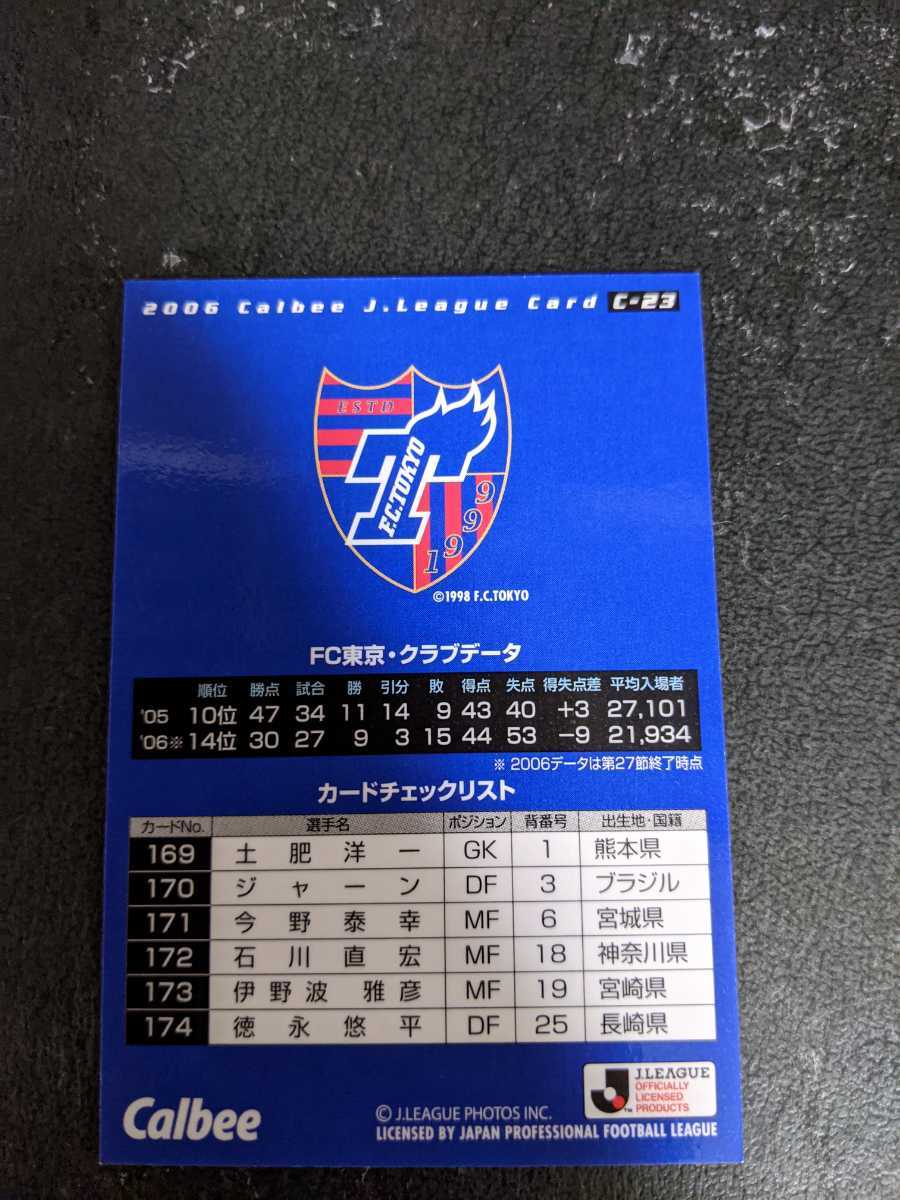 2006 Calbee J.League Card C-23
ESTD
F.C.TOKYO
1999
©1998 F.C.TOKYO
FC東京・クラブデータ
順位 勝点 試合 勝 引分 敗 得点 失点 得失点差 平均入場者
'05 10位 47 34 11 14 9 43 40 +3 27,101
'06※ 14位 30 27 9 3 15 44 53 -9 21,934
※ 2006データは第27節終了時点
カードチェックリスト
カードNo. 選手名 ポジション 背番号 出生地・国籍
169 土肥洋一 GK 1 熊本県
170 ジャーン DF 3 ブラジル
171 今野泰幸 MF 6 宮城県
172 石川直宏 MF 18 神奈川県
173 伊野波 雅彦 MF 19 宮崎県
174 徳永悠平 DF 25 長崎県
Calbee
© J.LEAGUE PHOTOS INC.
LICENSED BY JAPAN PROFESSIONAL FOOTBALL LEAGUE
J.LEAGUE
OFFICIALLY
LICENSED
PRODUCTS